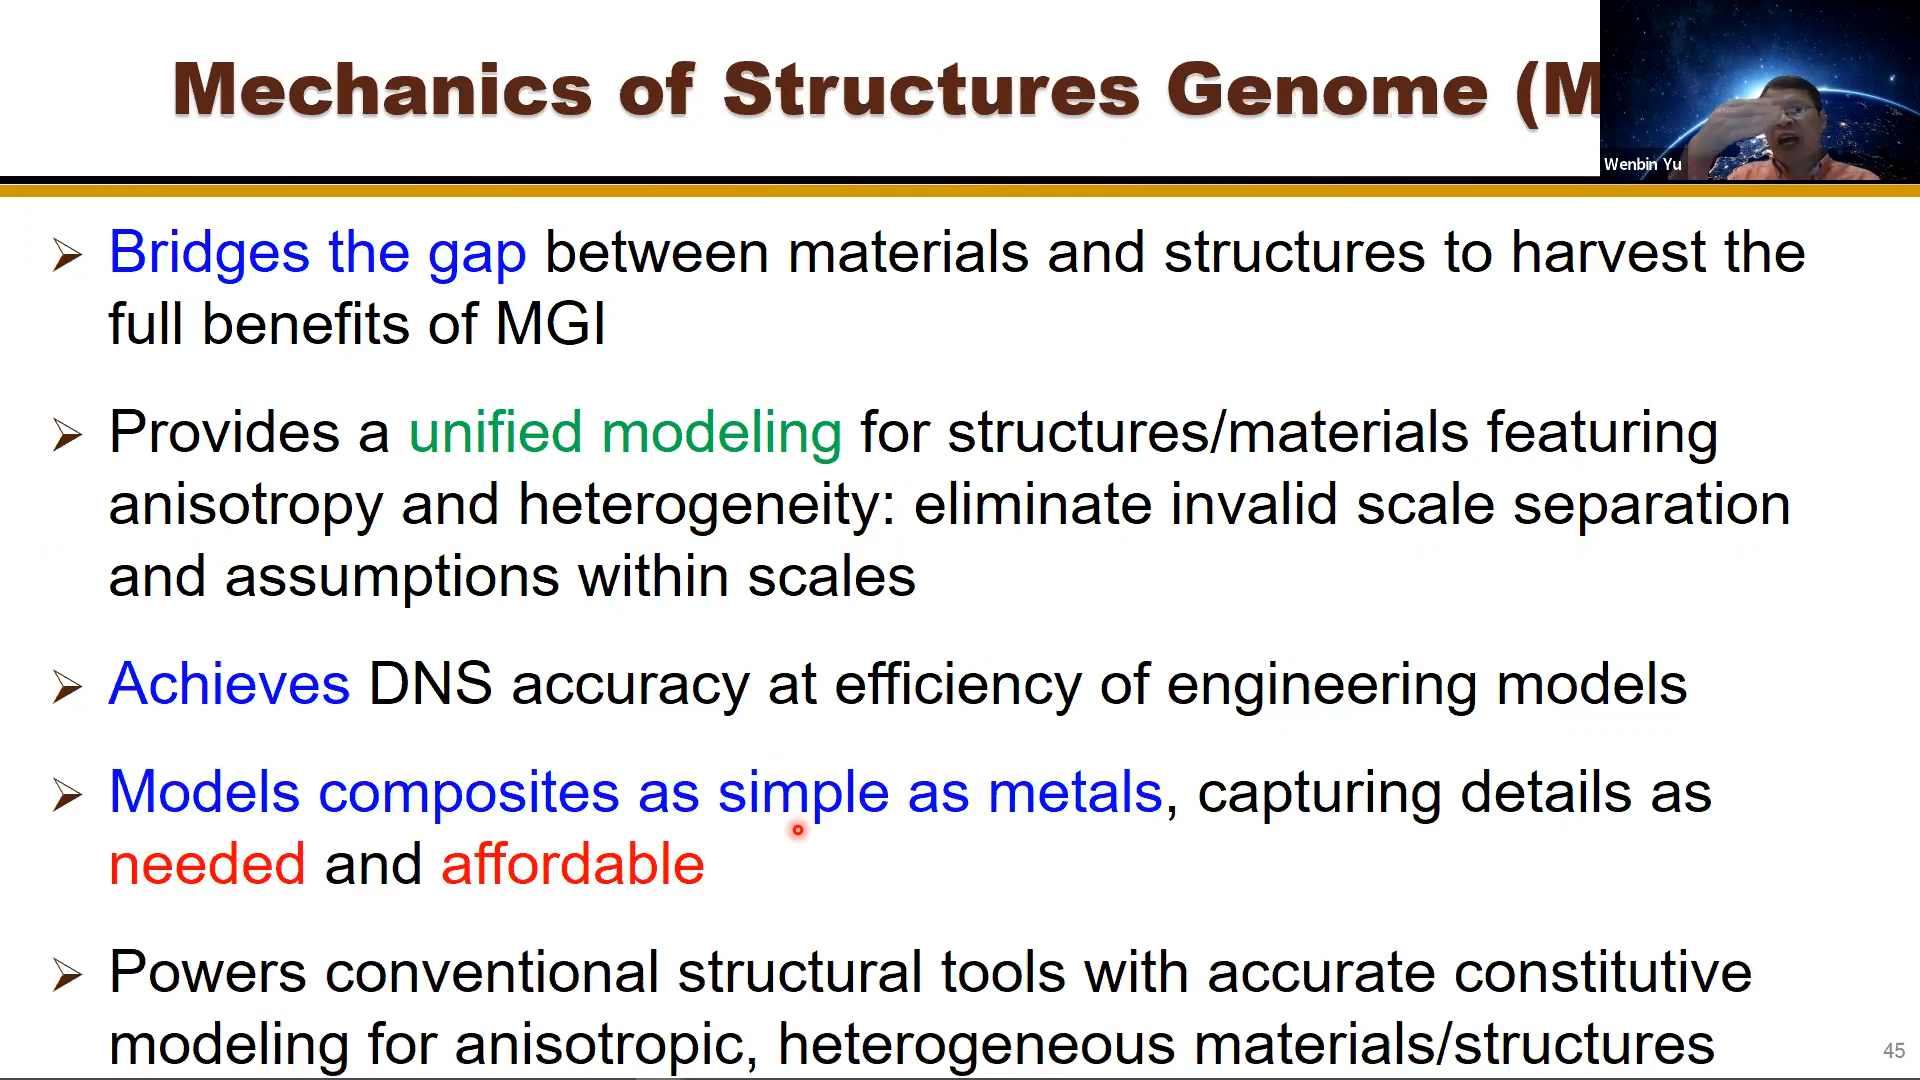 Mechanics of Structures Genome (M
Wenbin Yu
Bridges the gap between materials and structures to harvest the
full benefits of MGI
Provides a unified modeling for structures/materials featuring
anisotropy and heterogeneity: eliminate invalid scale separation
and assumptions within scales
Achieves DNS accuracy at efficiency of engineering models
Models composites as simple as metals, capturing details as
needed and affordable
Powers conventional structural tools with accurate constitutive
modeling for anisotropic, heterogeneous materials/structures
45